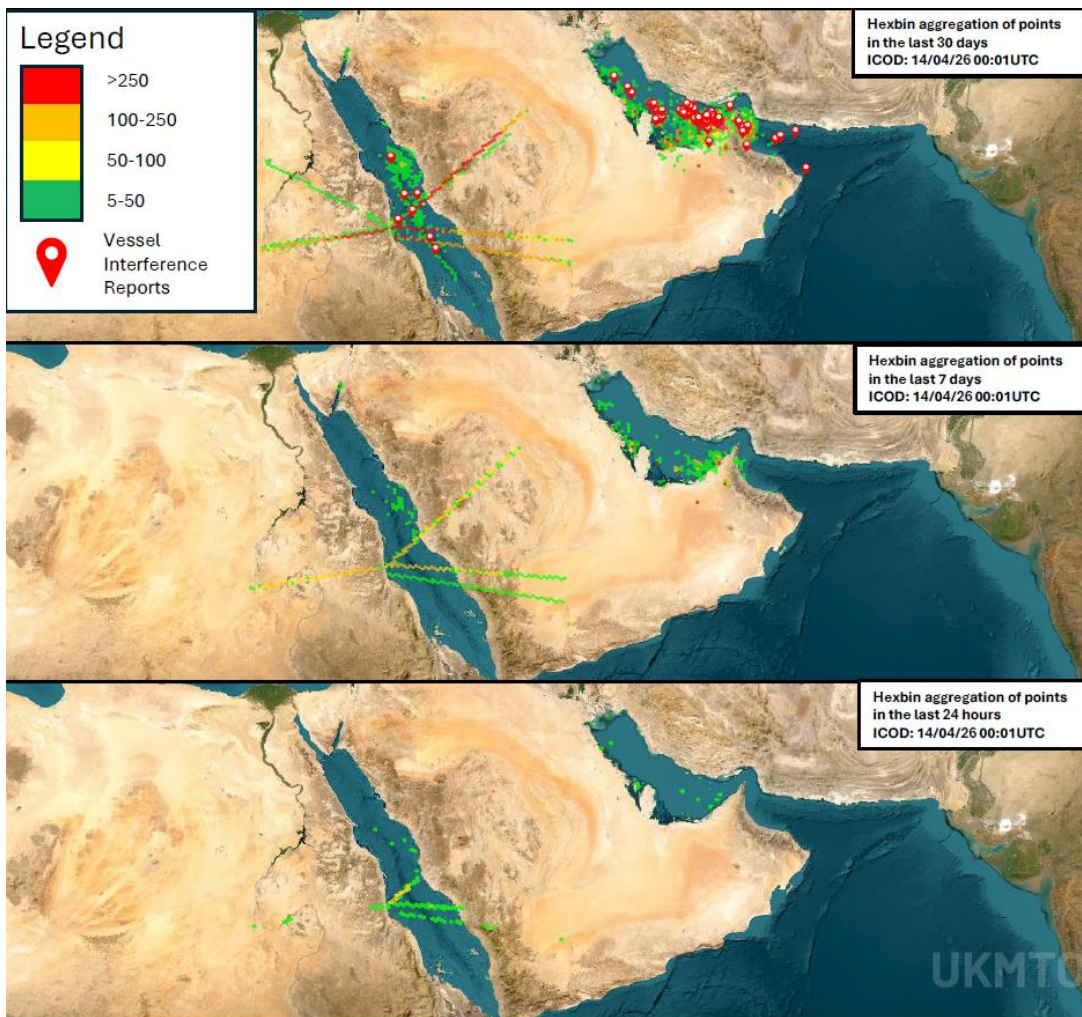 Legend
>250
100-250
50-100
5-50
Vessel
Interference
Reports
Hexbin aggregation of points
in the last 30 days
ICOD: 14/04/26 00:01UTC
Hexbin aggregation of points
in the last 7 days
ICOD: 14/04/26 00:01UTC
Hexbin aggregation of points
in the last 24 hours
ICOD: 14/04/26 00:01UTC
UKMTO